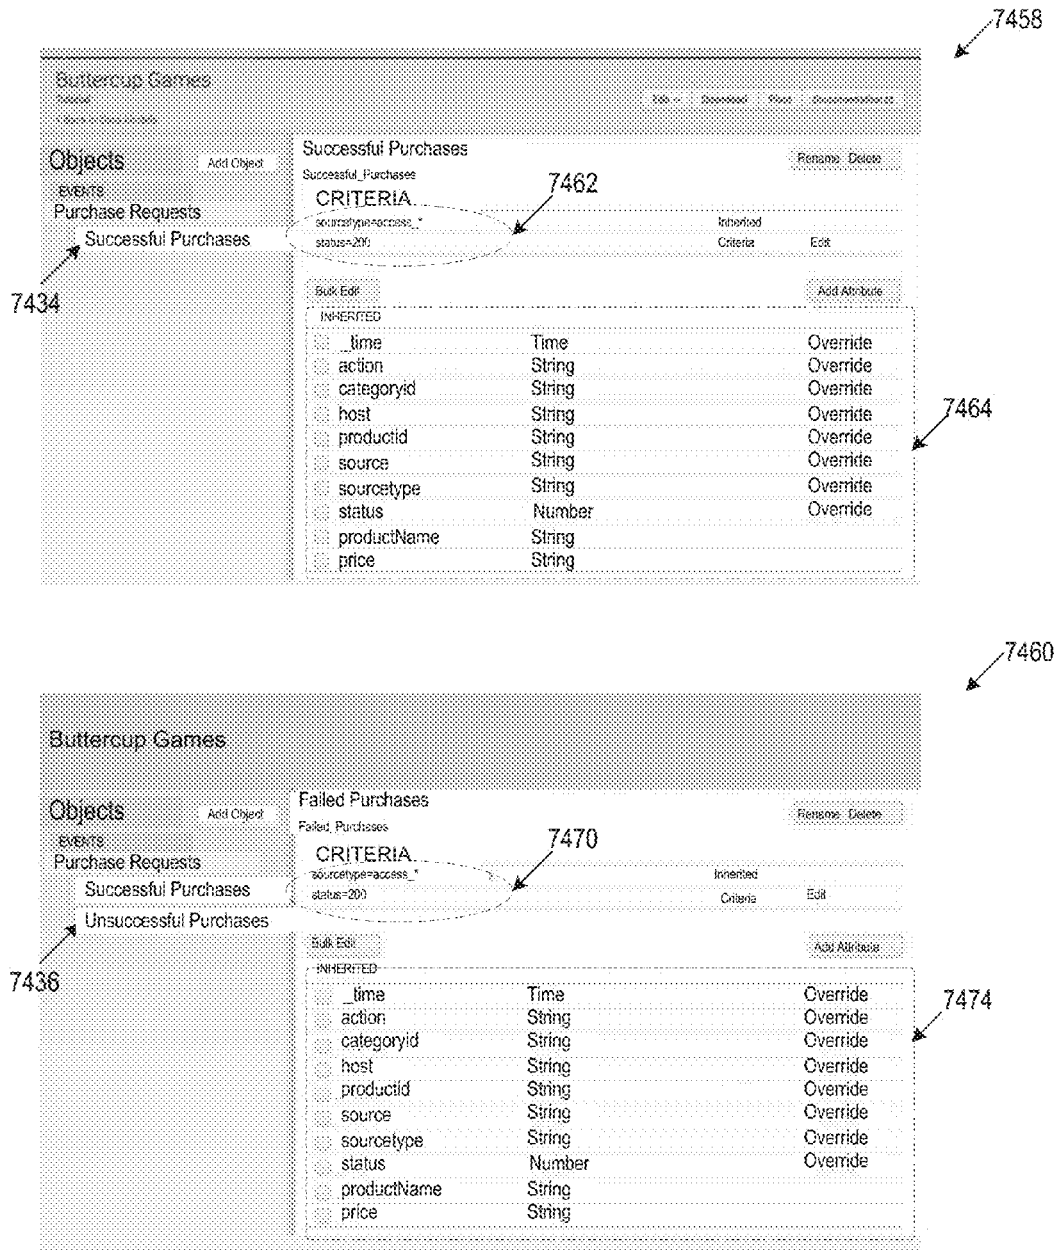 7458
Buttercup Games
Objects
Add Object
EVENTS
Purchase Requests
Successful Purchases
7434
Successful Purchases
Successful_Purchases
Rename Delete
CRITERIA
7462
sourcetype=access_* Inherited
status=200 Criteria Edit
Bulk Edit Add Attribute
INHERITED
_time Time Override
action String Override
categoryid String Override
host String Override
productid String Override
source String Override
sourcetype String Override
status Number Override
productName String
price String
7464
7460
Buttercup Games
Objects
Add Object
EVENTS
Purchase Requests
Successful Purchases
Unsuccessful Purchases
7436
Failed Purchases
Failed_Purchases
Rename Delete
CRITERIA
7470
sourcetype=access_* Inherited
status=200 Criteria Edit
Bulk Edit Add Attribute
INHERITED
_time Time Override
action String Override
categoryid String Override
host String Override
productid String Override
source String Override
sourcetype String Override
status Number Override
productName String
price String
7474